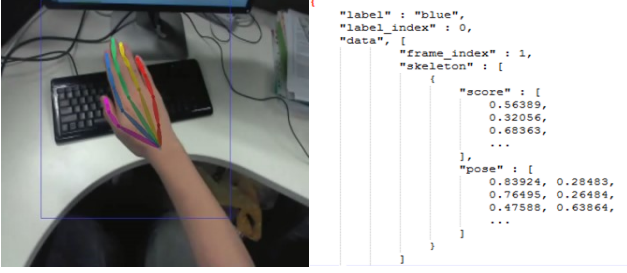 {
"label" : "blue",
"label_index" : 0,
"data", [
"frame_index" : 1,
"skeleton" : [
{
"score" : [
0.56389,
0.32056,
0.68363,
...
],
"pose" : [
0.83924, 0.28483,
0.76495, 0.26484,
0.47588, 0.63864,
...
]
}
]